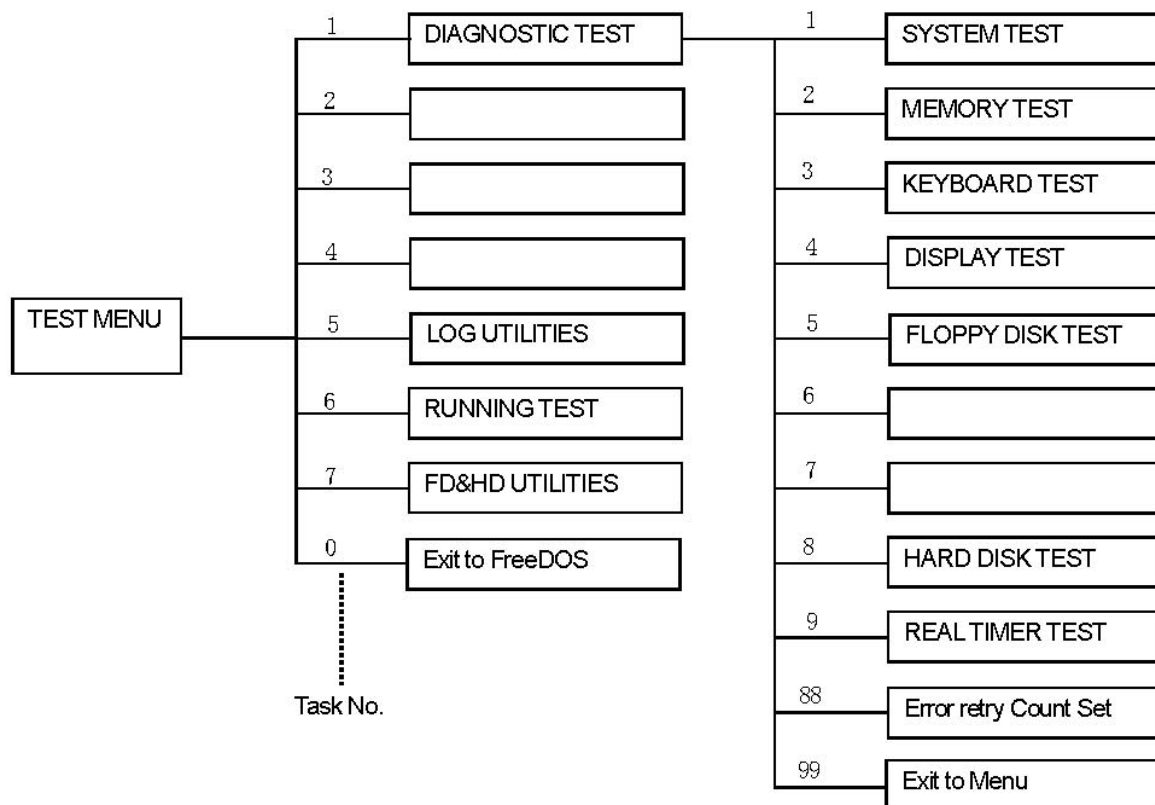 1 DIAGNOSTIC TEST
2
3
4
TEST MENU
5 LOG UTILITIES
6 RUNNING TEST
7 FD&HD UTILITIES
0 Exit to FreeDOS
Task No.
1 SYSTEM TEST
2 MEMORY TEST
3 KEYBOARD TEST
4 DISPLAY TEST
5 FLOPPY DISK TEST
6
7
8 HARD DISK TEST
9 REAL TIMER TEST
88 Error retry Count Set
99 Exit to Menu